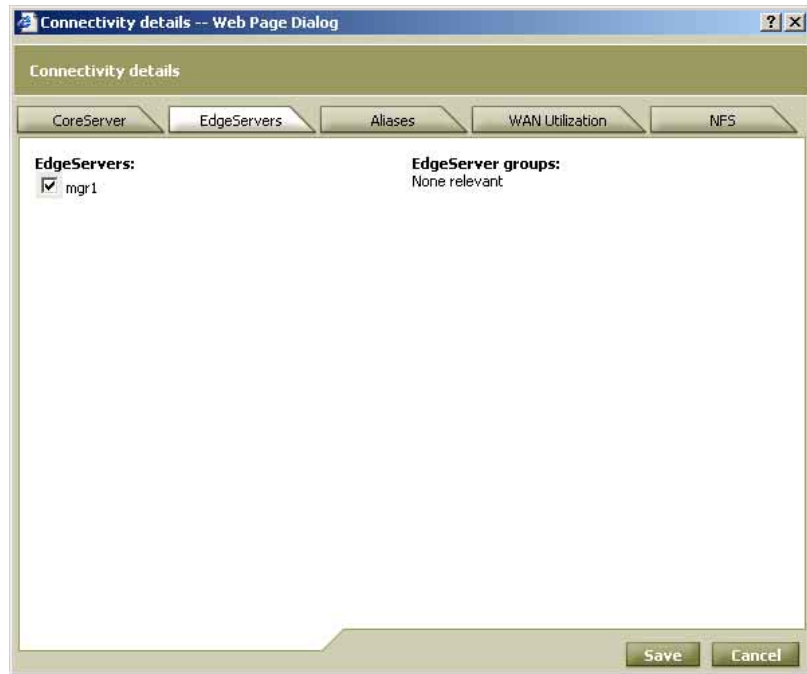 Connectivity details -- Web Page Dialog
Connectivity details
CoreServer EdgeServers Aliases WAN Utilization NFS
EdgeServers: EdgeServer groups:
mgr1 None relevant
Save Cancel